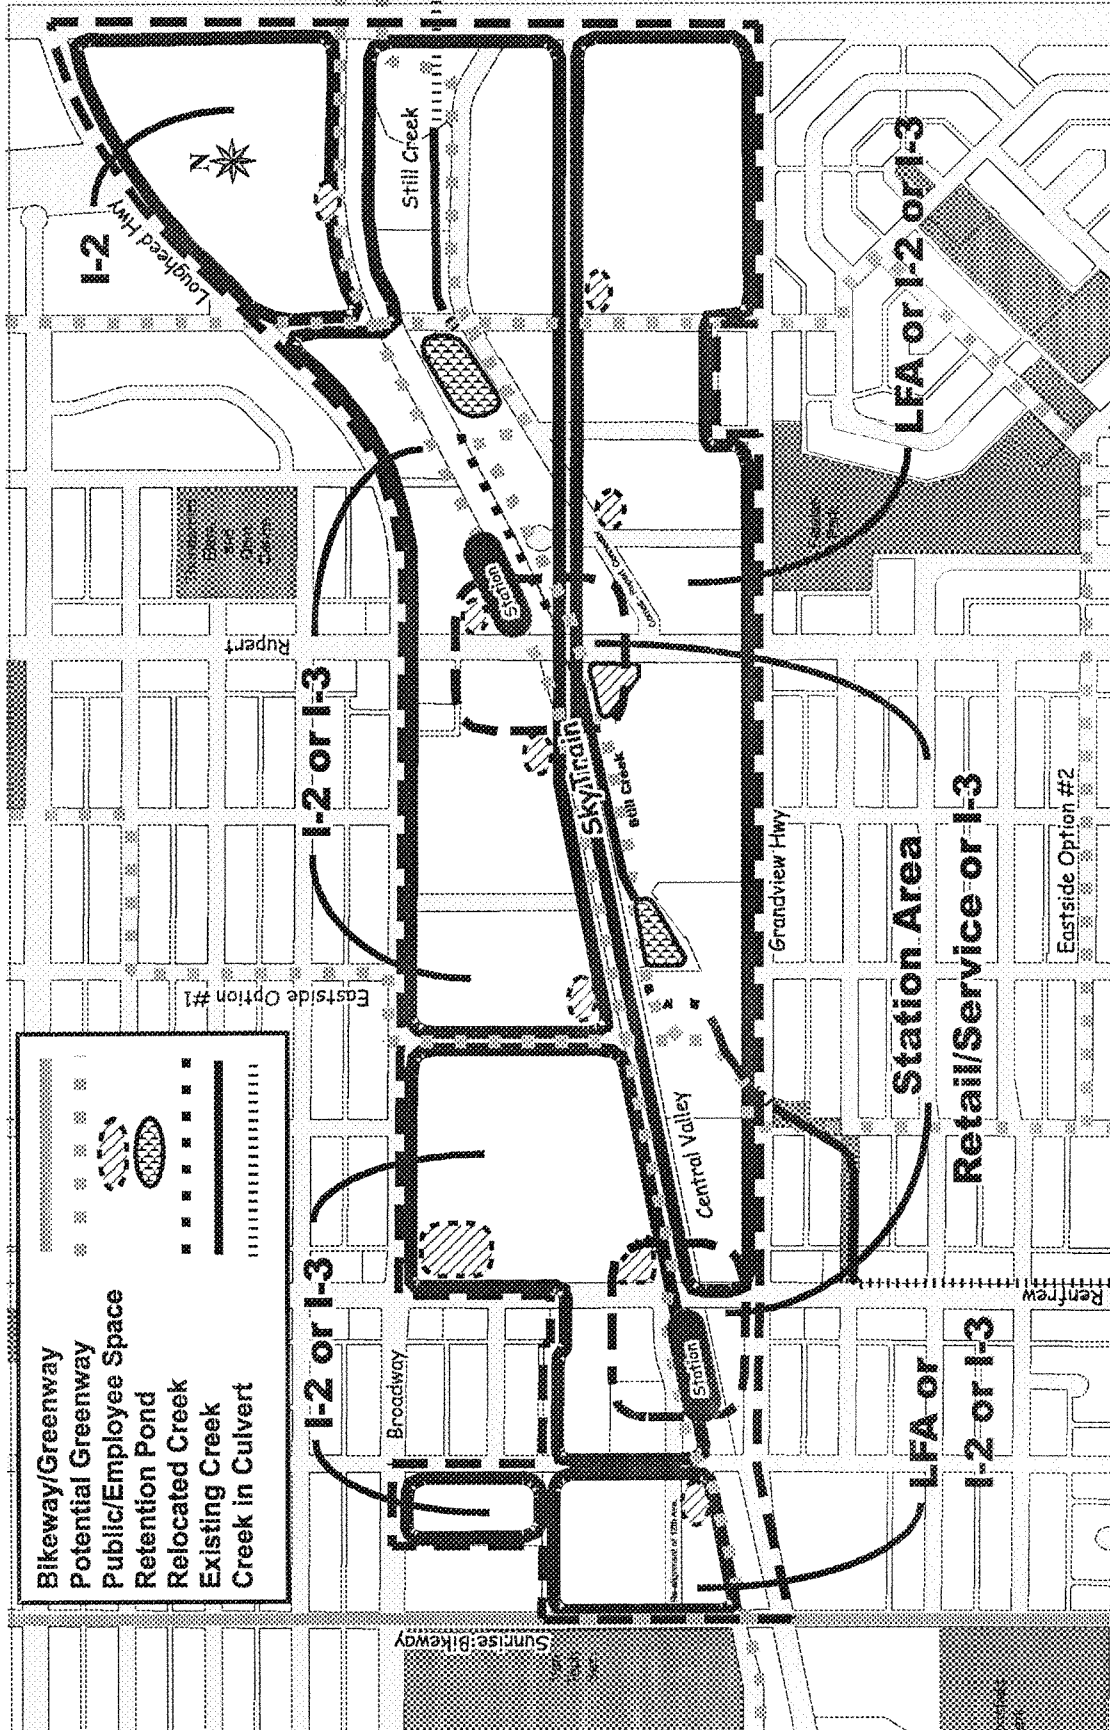 Bikeway/Greenway
Potential Greenway
Public/Employee Space
Retention Pond
Relocated Creek
Existing Creek
Creek in Culvert
I-2 or I-3
I-2 or I-3
I-2
Lougheed Hwy
N
Still Creek
Rupert
Eastside Option #1
Broadway
Sunrise Bikeway
Station
SkyTrain
Still Creek
Station
Central Valley
Grandview Hwy
Station Area
Retail/Service or I-3
LFA or I-2 or I-3
LFA or
I-2 or I-3
Renfrew
Eastside Option #2